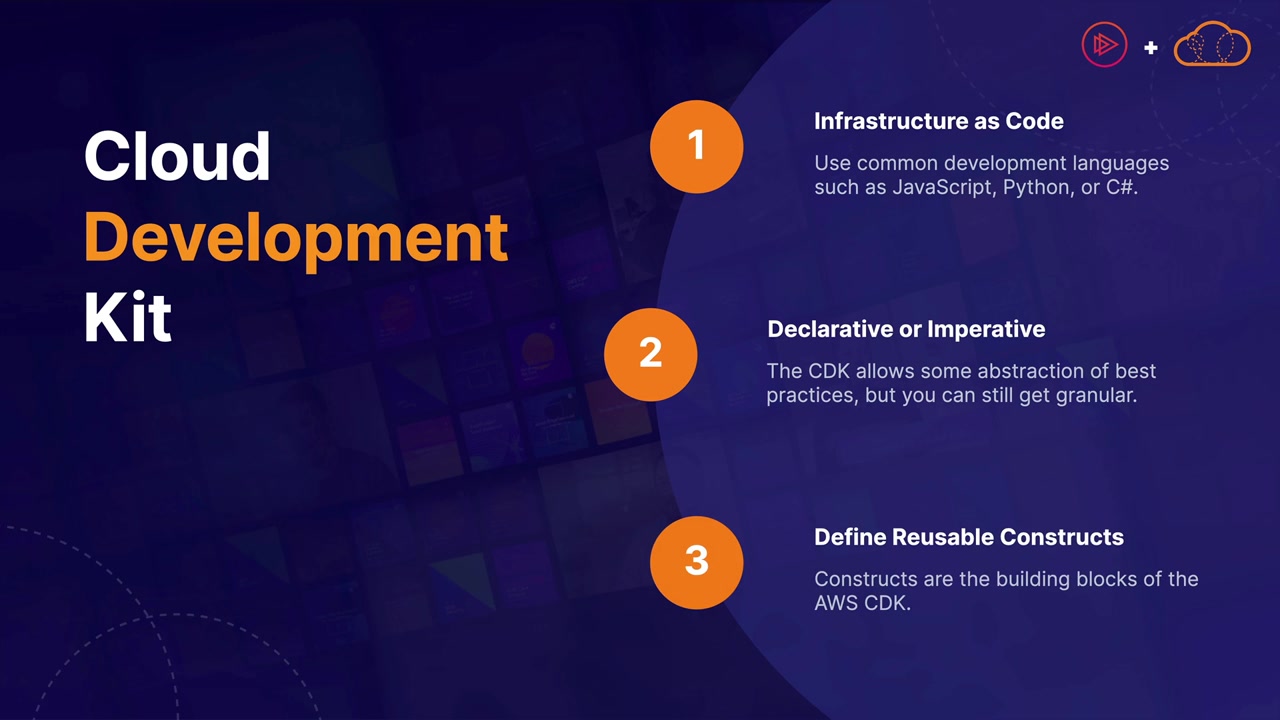 Cloud
Development
Kit
+
1
Infrastructure as Code
Use common development languages
such as JavaScript, Python, or C#.
2
Declarative or Imperative
The CDK allows some abstraction of best
practices, but you can still get granular.
3
Define Reusable Constructs
Constructs are the building blocks of the
AWS CDK.